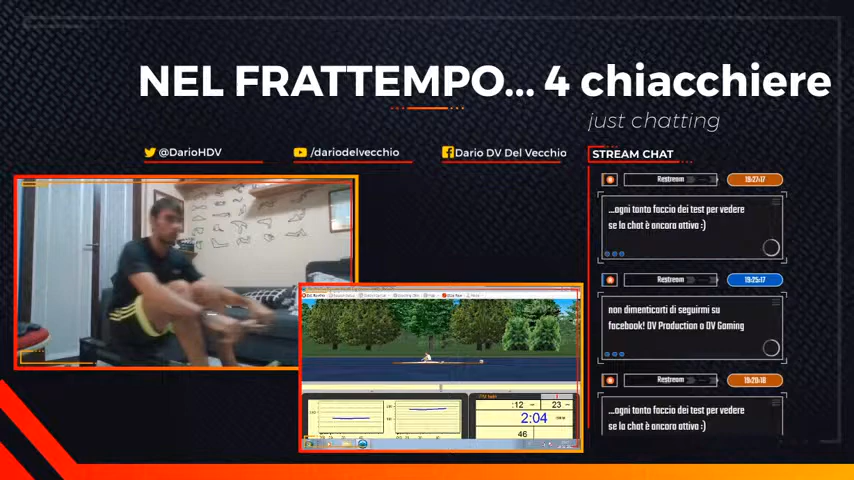 NEL FRATTEMPO... 4 chiacchiere
just chatting
@DarioHDV
/dariodelvecchio
Dario DV Del Vecchio
STREAM CHAT
Restream
19:27:17
...ogni tanto faccio dei test per vedere
se la chat è ancora attiva :)
Restream
19:25:17
non dimenticarti di seguirmi su
facebook! DV Production o DV Gaming
Restream
19:20:18
...ogni tanto faccio dei test per vedere
se la chat è ancora attiva :)
:12
23
2:04
46